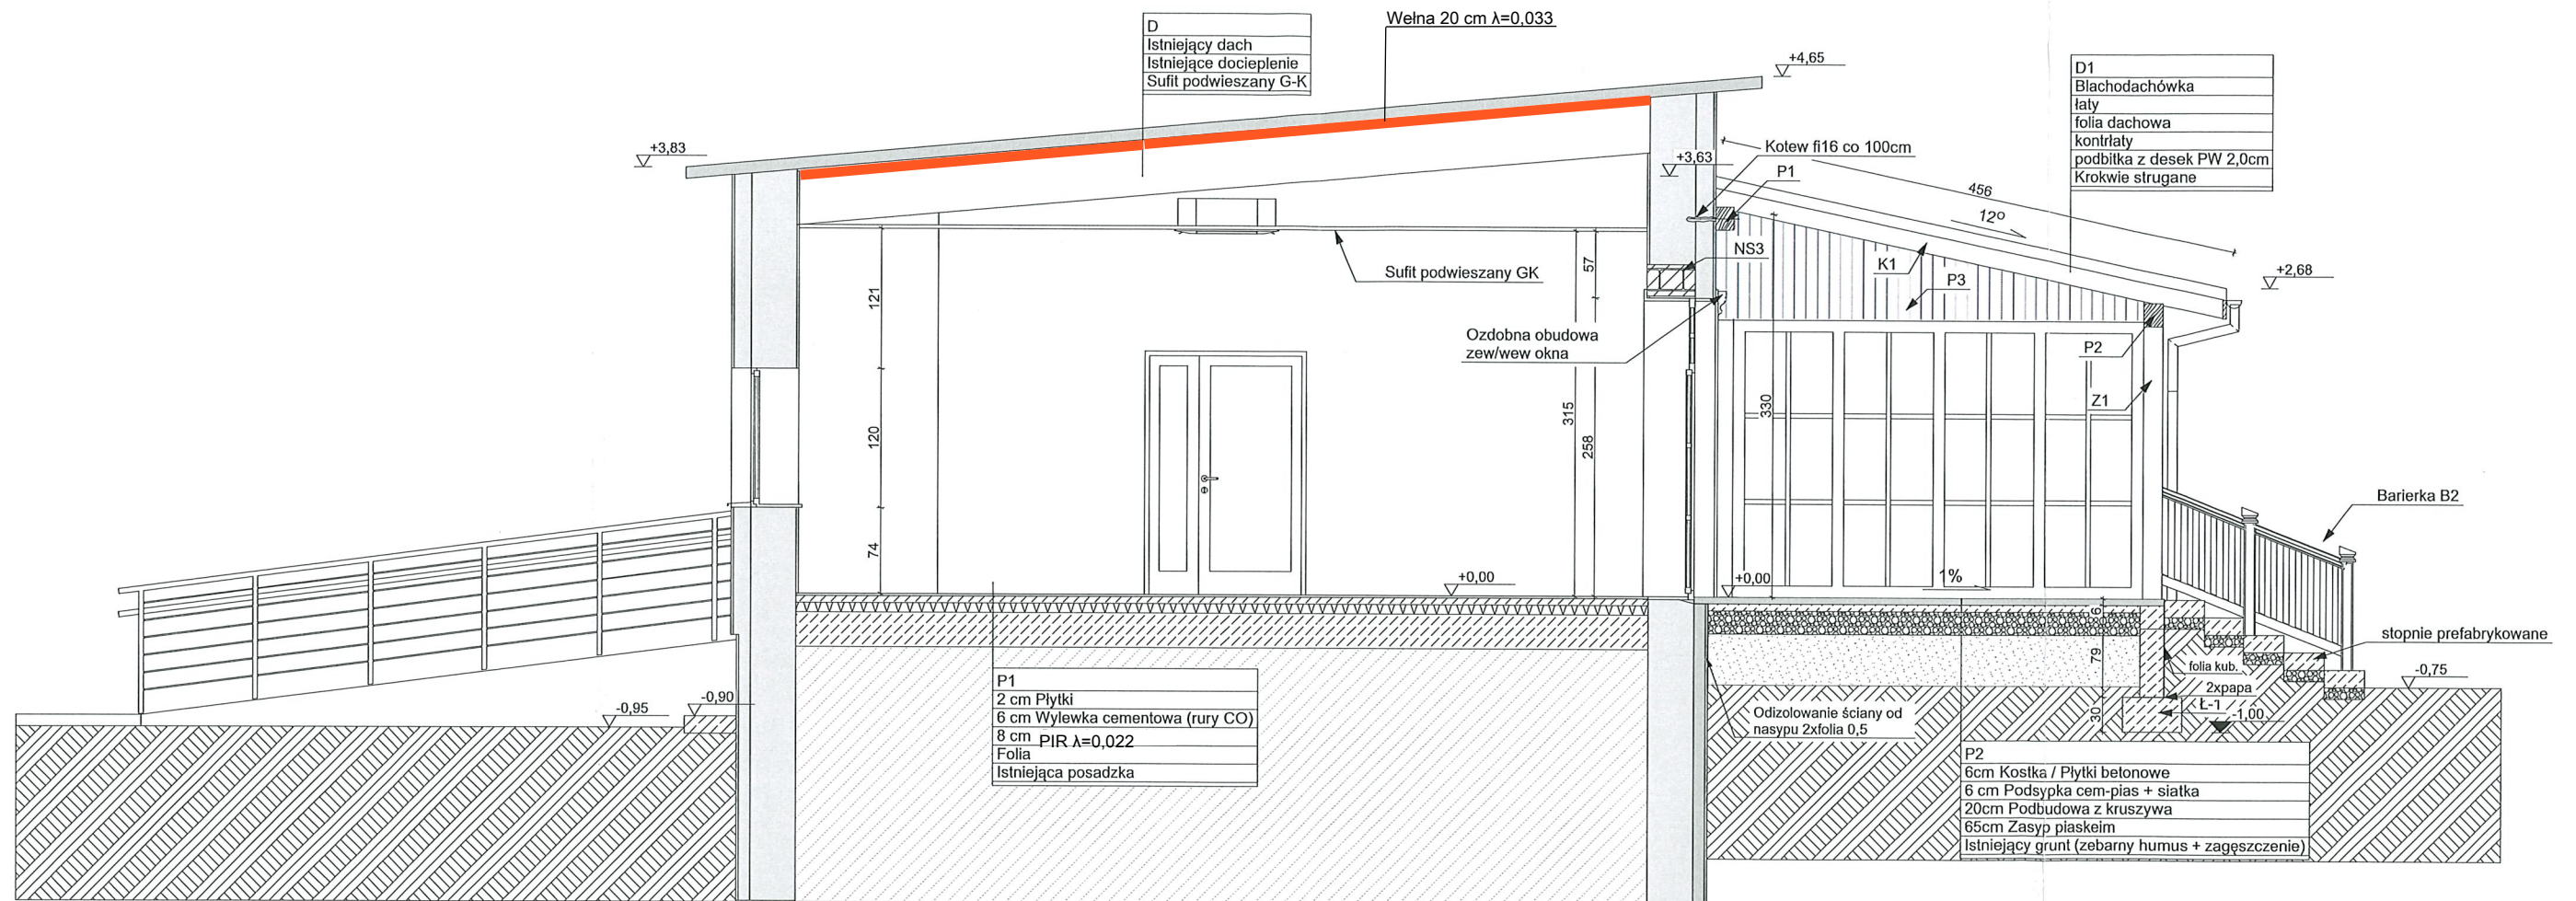 Wełna 20 cm λ=0,033
D
Istniejący dach
Istniejące docieplenie
Sufit podwieszany G-K
+4,65
D1
Blachodachówka
łaty
folia dachowa
kontrłaty
podbitka z desek PW 2,0cm
Krokwie strugane
+3,83
+3,63
Kotew fi16 co 100cm
P1
456
12º
NS3
K1
P3
+2,68
Sufit podwieszany GK
57
121
Ozdobna obudowa
zew/wew okna
P2
Z1
330
315
258
120
Barierka B2
74
+0,00
+0,00
1%
6
stopnie prefabrykowane
79
folia kub.
-0,75
2xpapa
Ł-1
-1,00
30
-0,95
-0,90
Odizolowanie ściany od
nasypu 2xfolia 0,5
P1
2 cm Płytki
6 cm Wylewka cementowa (rury CO)
8 cm PIR λ=0,022
Folia
Istniejąca posadzka
P2
6cm Kostka / Płytki betonowe
6 cm Podsypka cem-pias + siatka
20cm Podbudowa z kruszywa
65cm Zasyp piaskeim
Istniejący grunt (zebarny humus + zagęszczenie)